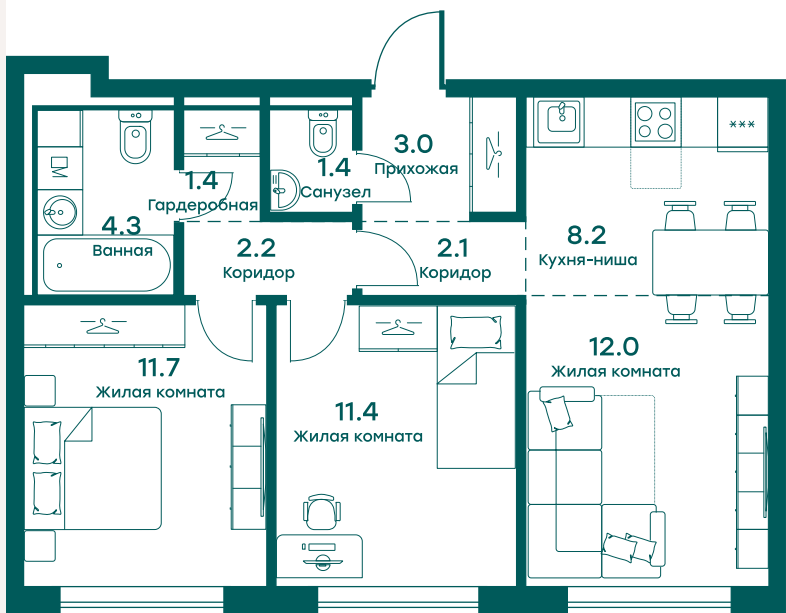 3.0
Прихожая
1.4
Санузел
1.4
Гардеробная
4.3
Ванная
2.2
Коридор
2.1
Коридор
8.2
Кухня-ниша
***
11.7
Жилая комната
11.4
Жилая комната
12.0
Жилая комната